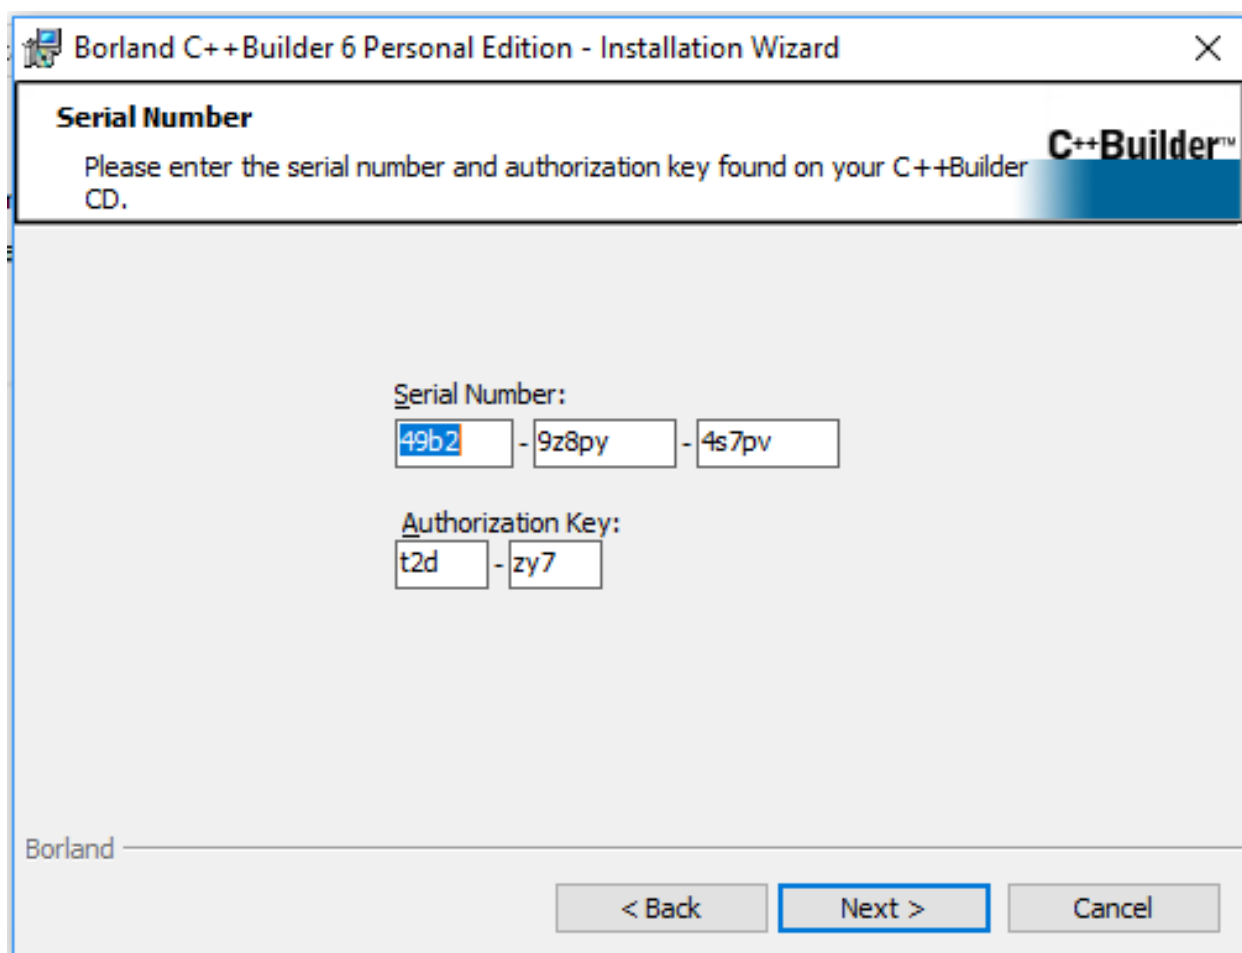 Borland C++Builder 6 Personal Edition - Installation Wizard
Serial Number
Please enter the serial number and authorization key found on your C++Builder
CD.
C++Builder™
Serial Number:
49b2 - 9z8py - 4s7pv
Authorization Key:
t2d - zy7
Borland
< Back Next > Cancel